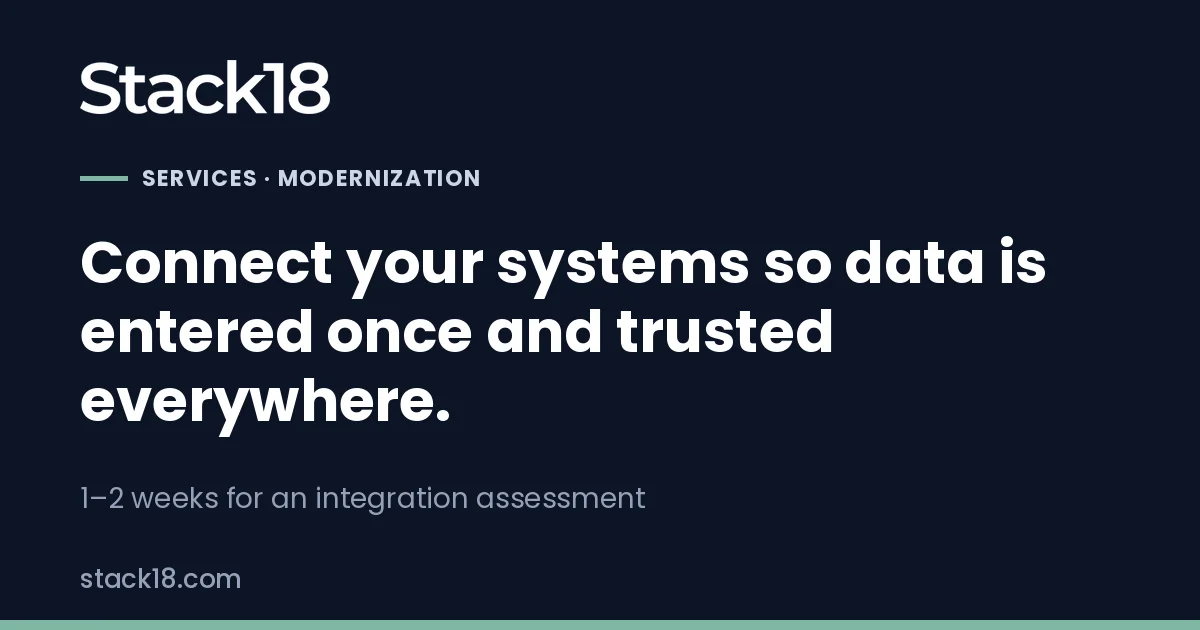 Stack18
SERVICES · MODERNIZATION
Connect your systems so data is
entered once and trusted
everywhere.
1–2 weeks for an integration assessment
stack18.com